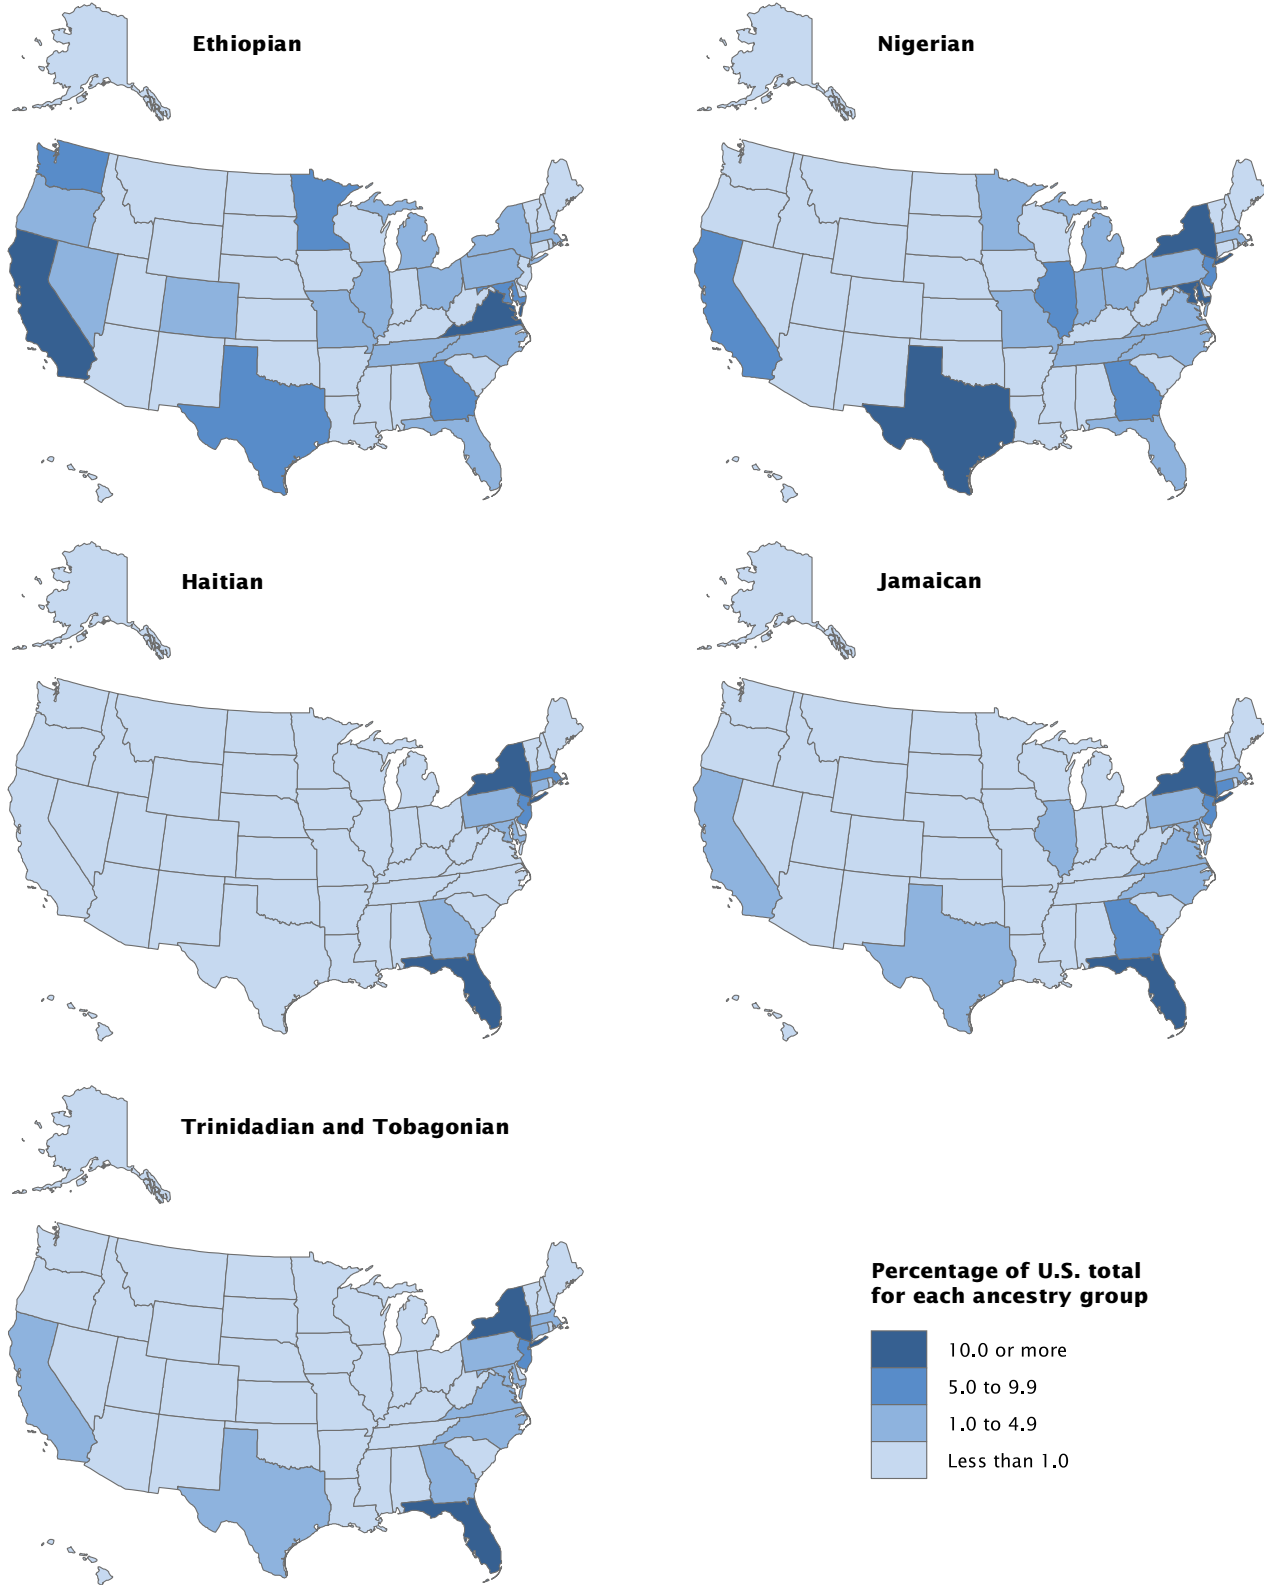 Ethiopian
Nigerian
Haitian
Jamaican
Trinidadian and Tobagonian
Percentage of U.S. total
for each ancestry group
10.0 or more
5.0 to 9.9
1.0 to 4.9
Less than 1.0